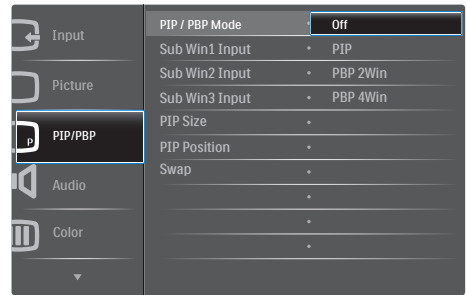 Input
Picture
P
PIP/PBP
Audio
Color
PIP / PBP Mode • Off
Sub Win1 Input • PIP
Sub Win2 Input • PBP 2Win
Sub Win3 Input • PBP 4Win
PIP Size •
PIP Position •
Swap •
•
•
•